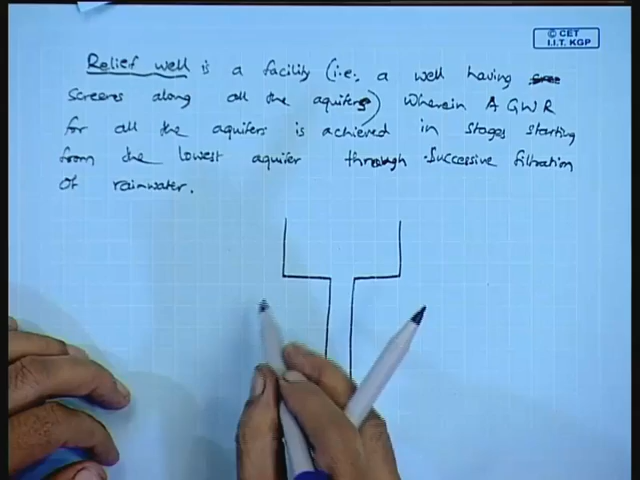 © CET
I.I.T. KGP
Relief well is a facility (i.e., a well having
screens along all the aquifers) Wherein AGWR
for all the aquifers is achieved in stages starting
from the lowest aquifer through successive filtration
of rainwater.